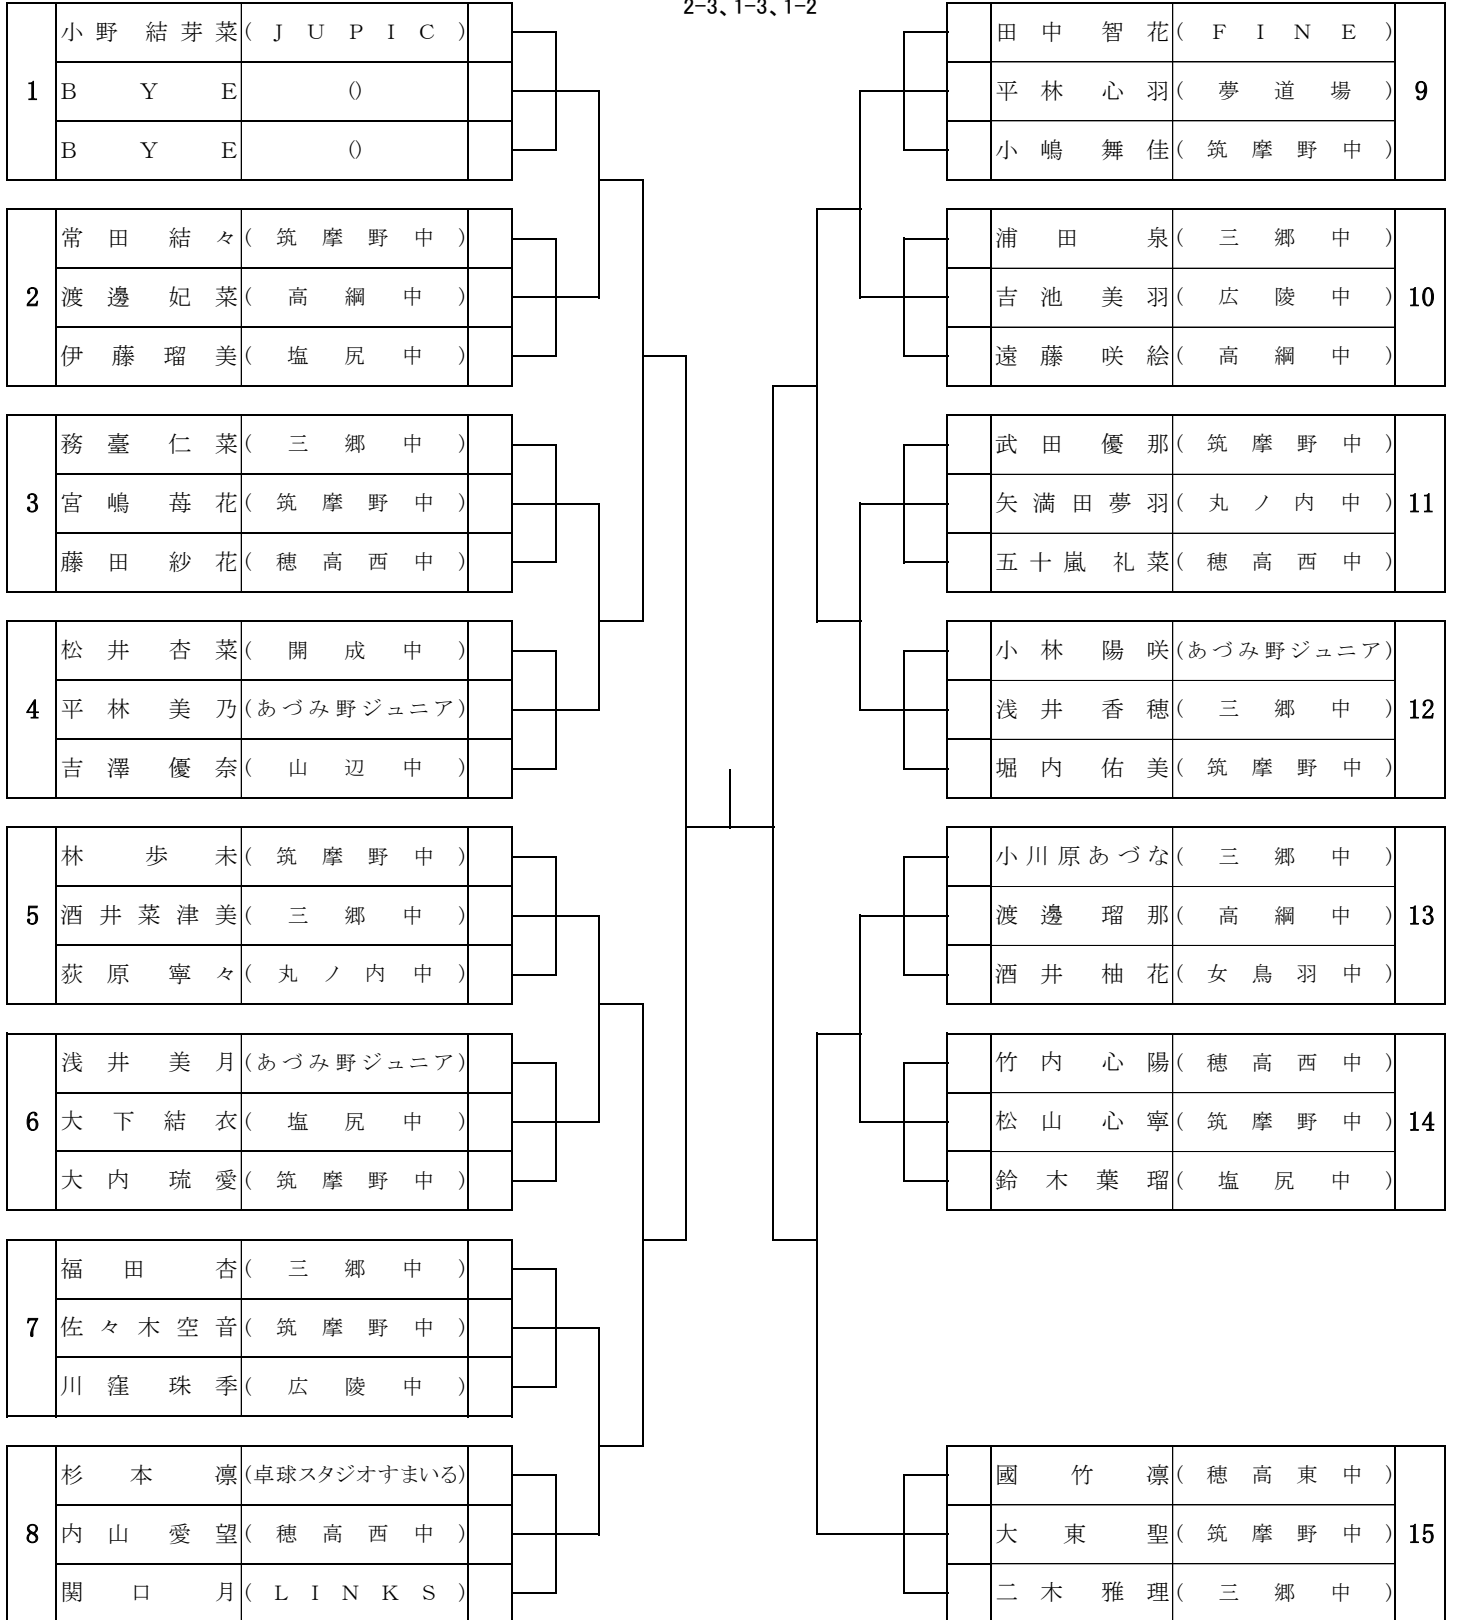 2-3、1-3、1-2
1
小野 結芽菜 (JUPIC)
BYE ()
BYE ()
2
常田 結々 (筑摩野中)
渡邊 妃菜 (高綱中)
伊藤瑠美 (塩尻中)
3
務臺 仁菜 (三郷中)
宮嶋 苺花 (筑摩野中)
藤田 紗花 (穂高西中)
4
松井 杏菜 (開成中)
平林 美乃 (あづみ野ジュニア)
吉澤 優奈 (山辺中)
5
林 歩未 (筑摩野中)
酒井菜津美 (三郷中)
荻原 寧々 (丸ノ内中)
6
浅井 美月 (あづみ野ジュニア)
大下結衣 (塩尻中)
大内 琉愛 (筑摩野中)
7
福田 杏 (三郷中)
佐々木空音 (筑摩野中)
川窪 珠季 (広陵中)
8
杉本 凛 (卓球スタジオすまいる)
内山 愛望 (穂高西中)
関口 月 (LINKS)
9
田中 智花 (FINE)
平林 心羽 (夢道場)
小嶋 舞佳 (筑摩野中)
10
浦田 泉 (三郷中)
吉池 美羽 (広陵中)
遠藤 咲絵 (高綱中)
11
武田 優那 (筑摩野中)
矢満田夢羽 (丸ノ内中)
五十嵐 礼菜 (穂高西中)
12
小林 陽咲 (あづみ野ジュニア)
浅井 香穂 (三郷中)
堀内 佑美 (筑摩野中)
13
小川原あづな (三郷中)
渡邊 瑠那 (高綱中)
酒井 柚花 (女鳥羽中)
14
竹内 心陽 (穂高西中)
松山 心寧 (筑摩野中)
鈴木葉瑠 (塩尻中)
15
國竹 凛 (穂高東中)
大東 聖 (筑摩野中)
二木 雅理 (三郷中)